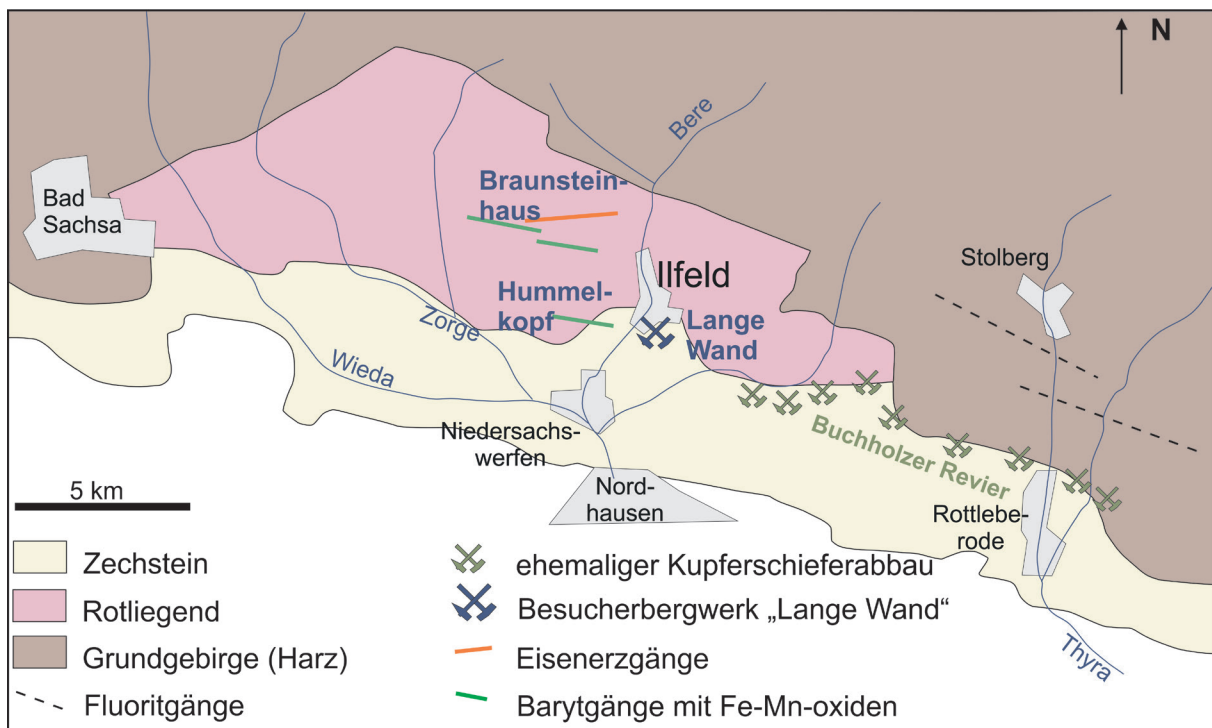 N
Bere
Braunstein-
haus
Bad
Sachsa
Ilfeld
Stolberg
Hummel-
kopf
Zorge
Lange
Wand
Wieda
Niedersachs-
werfen
Buchholzer Revier
5 km
Nord-
hausen
Rottlebe-
rode
Zechstein
Rotliegend
Grundgebirge (Harz)
Fluoritgänge
ehemaliger Kupferschieferabbau
Besucherbergwerk „Lange Wand“
Eisenerzgänge
Barytgänge mit Fe-Mn-oxiden
Thyra